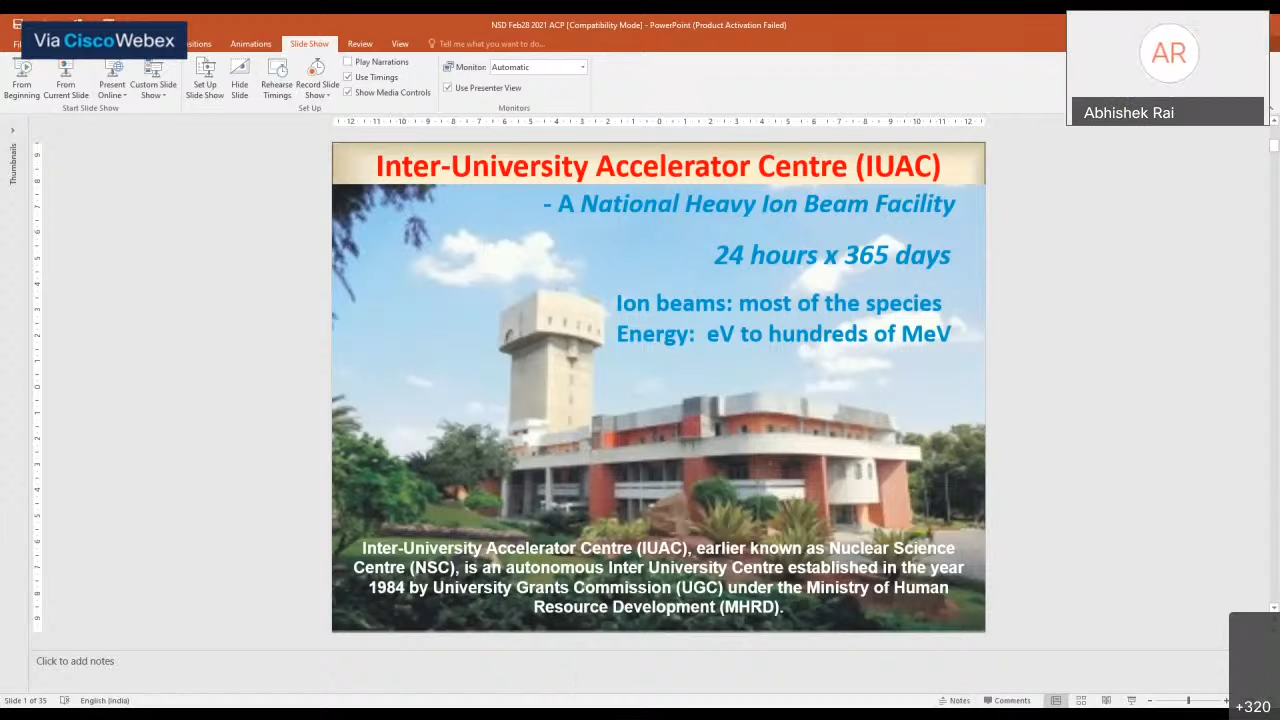 NSD Feb28 2021 ACP [Compatibility Mode] - PowerPoint (Product Activation Failed)
Via CiscoWebex
Animations
Slide Show
Review
View
Tell me what you want to do...
From Beginning
From Current Slide
Present Online
Custom Slide Show
Set Up Slide Show
Hide Slide
Rehearse Timings
Record Slide Show
Play Narrations
Use Timings
Show Media Controls
Monitor: Automatic
Use Presenter View
Start Slide Show
Set Up
Monitors
AR
Abhishek Rai
Thumbnails
Inter-University Accelerator Centre (IUAC)
- A National Heavy Ion Beam Facility
24 hours x 365 days
Ion beams: most of the species
Energy: eV to hundreds of MeV
Inter-University Accelerator Centre (IUAC), earlier known as Nuclear Science
Centre (NSC), is an autonomous Inter University Centre established in the year
1984 by University Grants Commission (UGC) under the Ministry of Human
Resource Development (MHRD).
Click to add notes
Slide 1 of 35
English (India)
Notes
Comments
+320